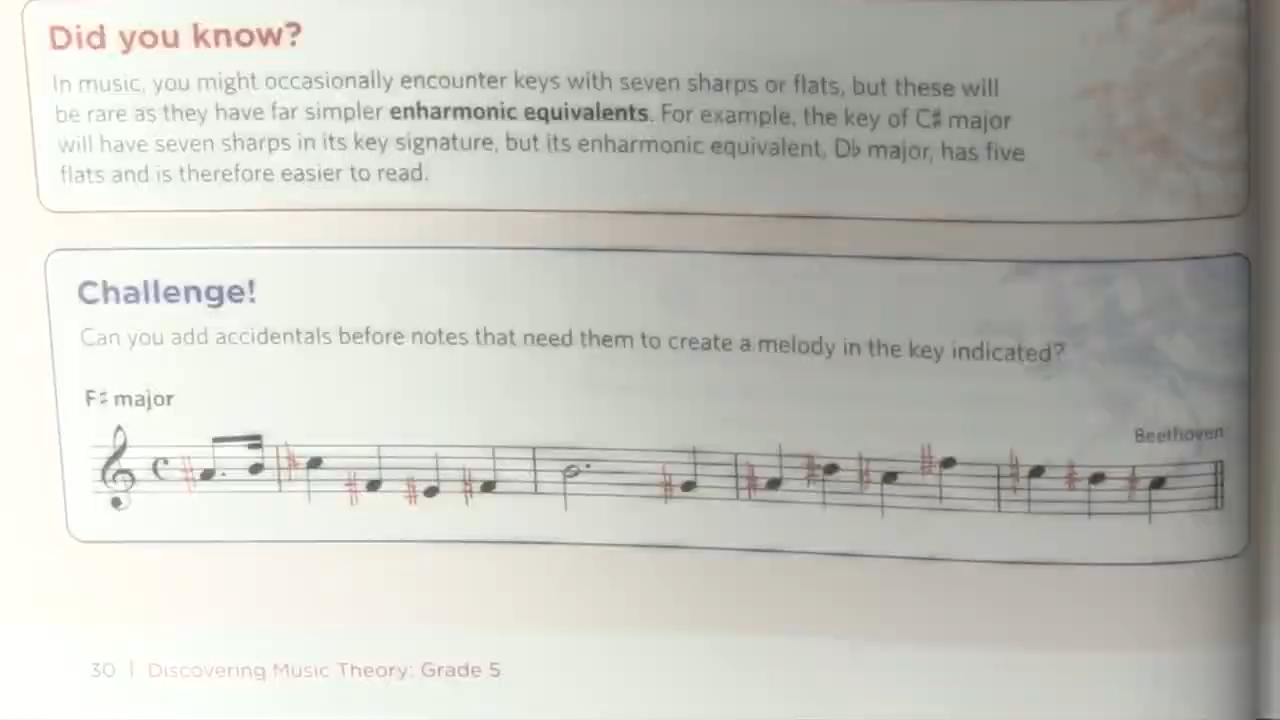 Did you know?
In music, you might occasionally encounter keys with seven sharps or flats, but these will
be rare as they have far simpler enharmonic equivalents. For example, the key of C♯ major
will have seven sharps in its key signature, but its enharmonic equivalent, D♭ major, has five
flats and is therefore easier to read.
Challenge!
Can you add accidentals before notes that need them to create a melody in the key indicated?
F♯ major
Beethoven
30 | Discovering Music Theory: Grade 5